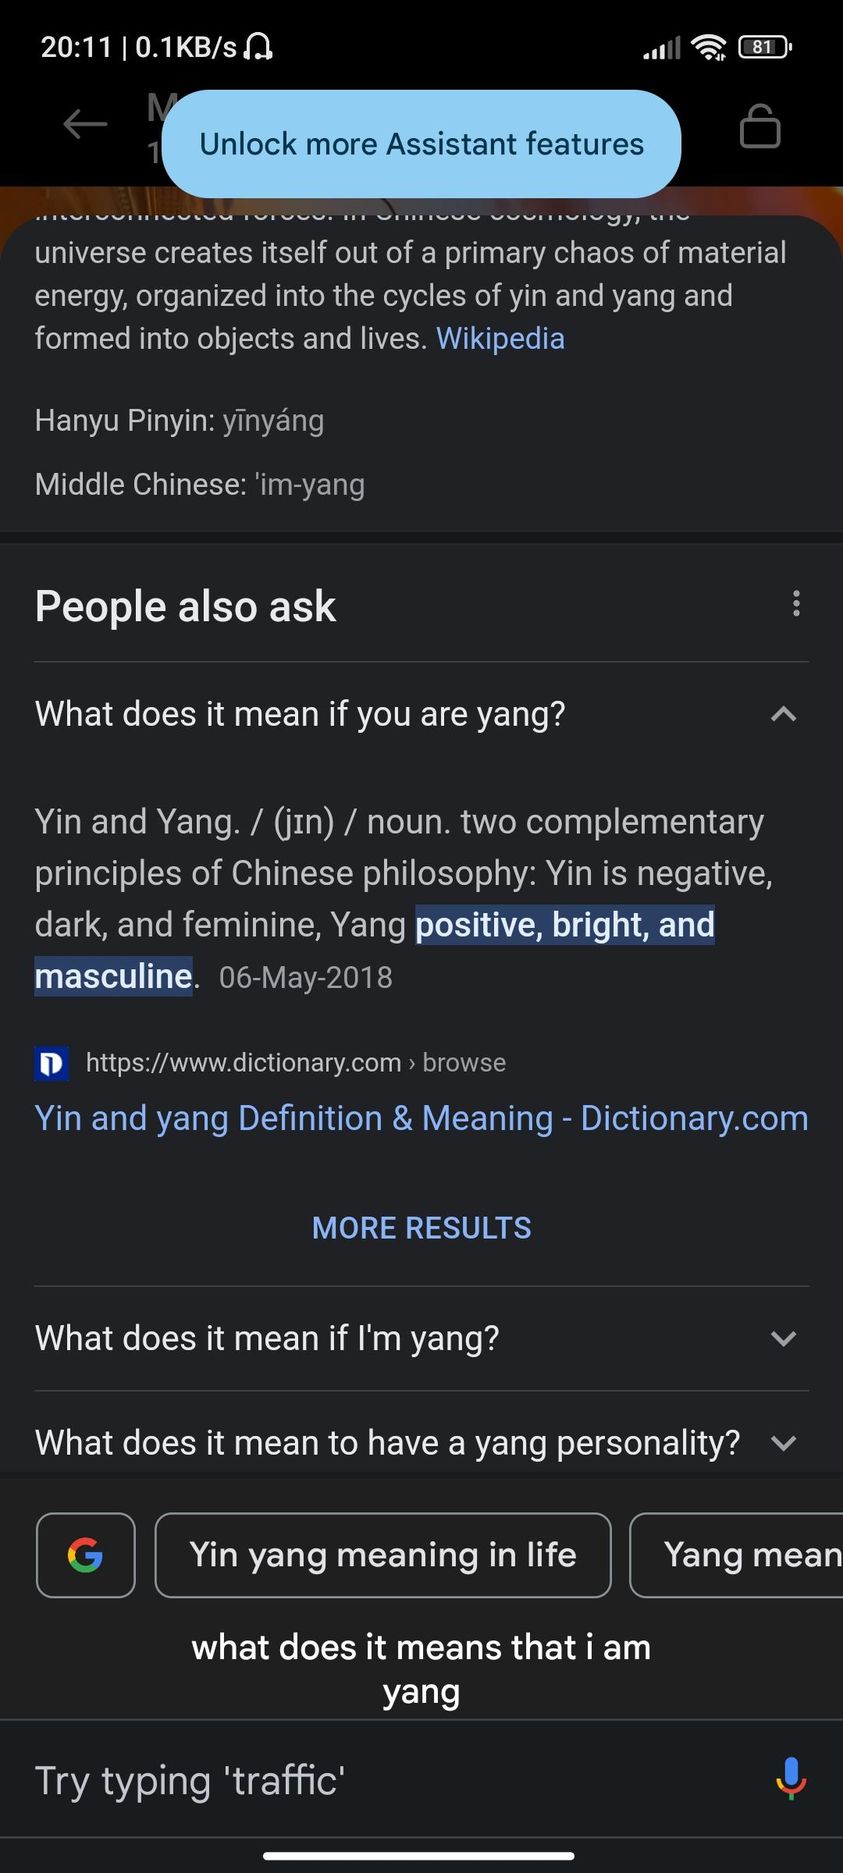 20:11 | 0.1KB/s
81
Unlock more Assistant features
interconnected forces. In Chinese cosmology, the
universe creates itself out of a primary chaos of material
energy, organized into the cycles of yin and yang and
formed into objects and lives. Wikipedia
Hanyu Pinyin: yīnyáng
Middle Chinese: 'im-yang
People also ask
What does it mean if you are yang?
Yin and Yang. / (jɪn) / noun. two complementary
principles of Chinese philosophy: Yin is negative,
dark, and feminine, Yang positive, bright, and
masculine. 06-May-2018
https://www.dictionary.com › browse
Yin and yang Definition & Meaning - Dictionary.com
MORE RESULTS
What does it mean if I'm yang?
What does it mean to have a yang personality?
Yin yang meaning in life
Yang mean
what does it means that i am
yang
Try typing 'traffic'